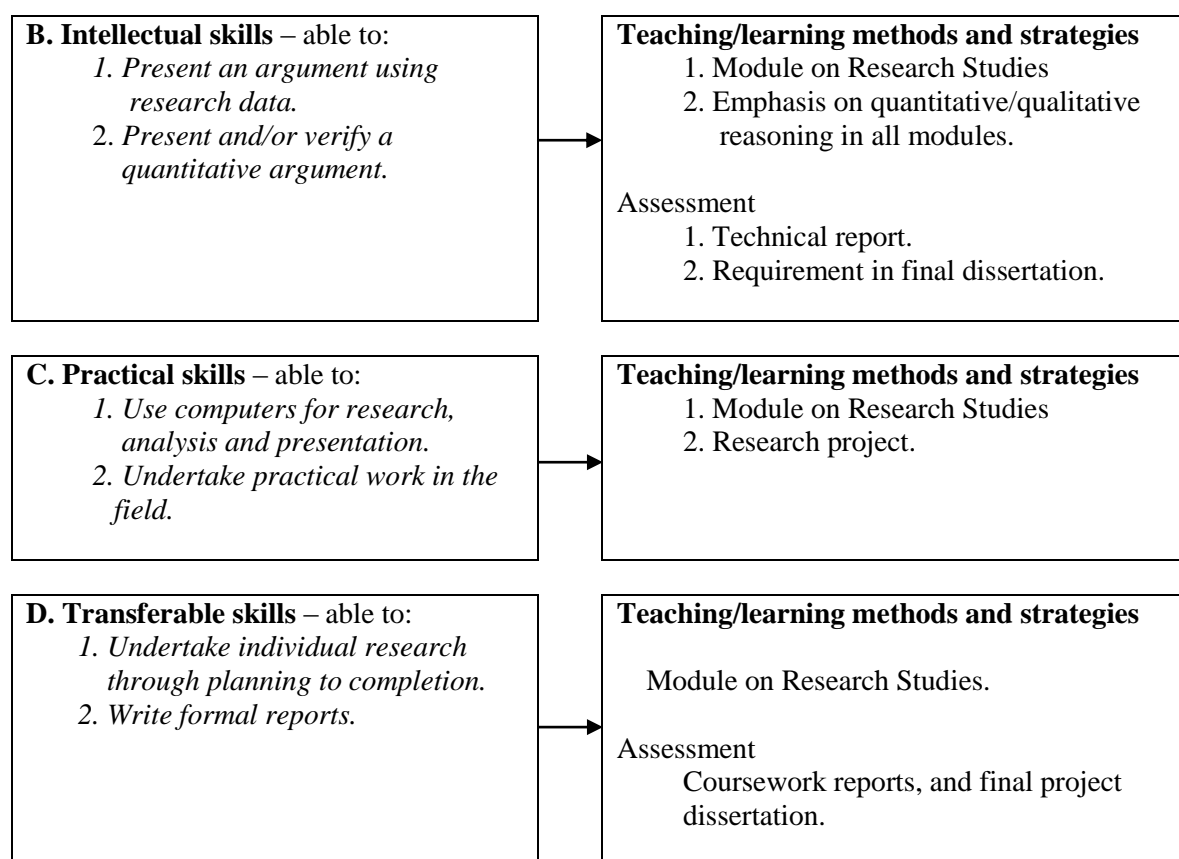 B. Intellectual skills – able to:
1. Present an argument using
research data.
2. Present and/or verify a
quantitative argument.
Teaching/learning methods and strategies
1. Module on Research Studies
2. Emphasis on quantitative/qualitative
reasoning in all modules.
Assessment
1. Technical report.
2. Requirement in final dissertation.
C. Practical skills – able to:
1. Use computers for research,
analysis and presentation.
2. Undertake practical work in the
field.
Teaching/learning methods and strategies
1. Module on Research Studies
2. Research project.
D. Transferable skills – able to:
1. Undertake individual research
through planning to completion.
2. Write formal reports.
Teaching/learning methods and strategies
Module on Research Studies.
Assessment
Coursework reports, and final project
dissertation.